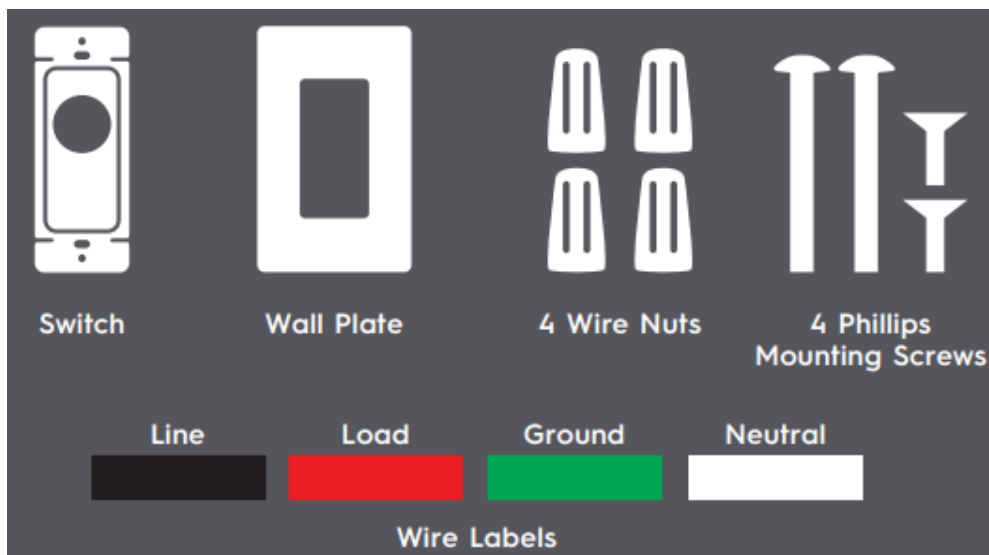 Switch
Wall Plate
4 Wire Nuts
4 Phillips
Mounting Screws
Line
Load
Ground
Neutral
Wire Labels